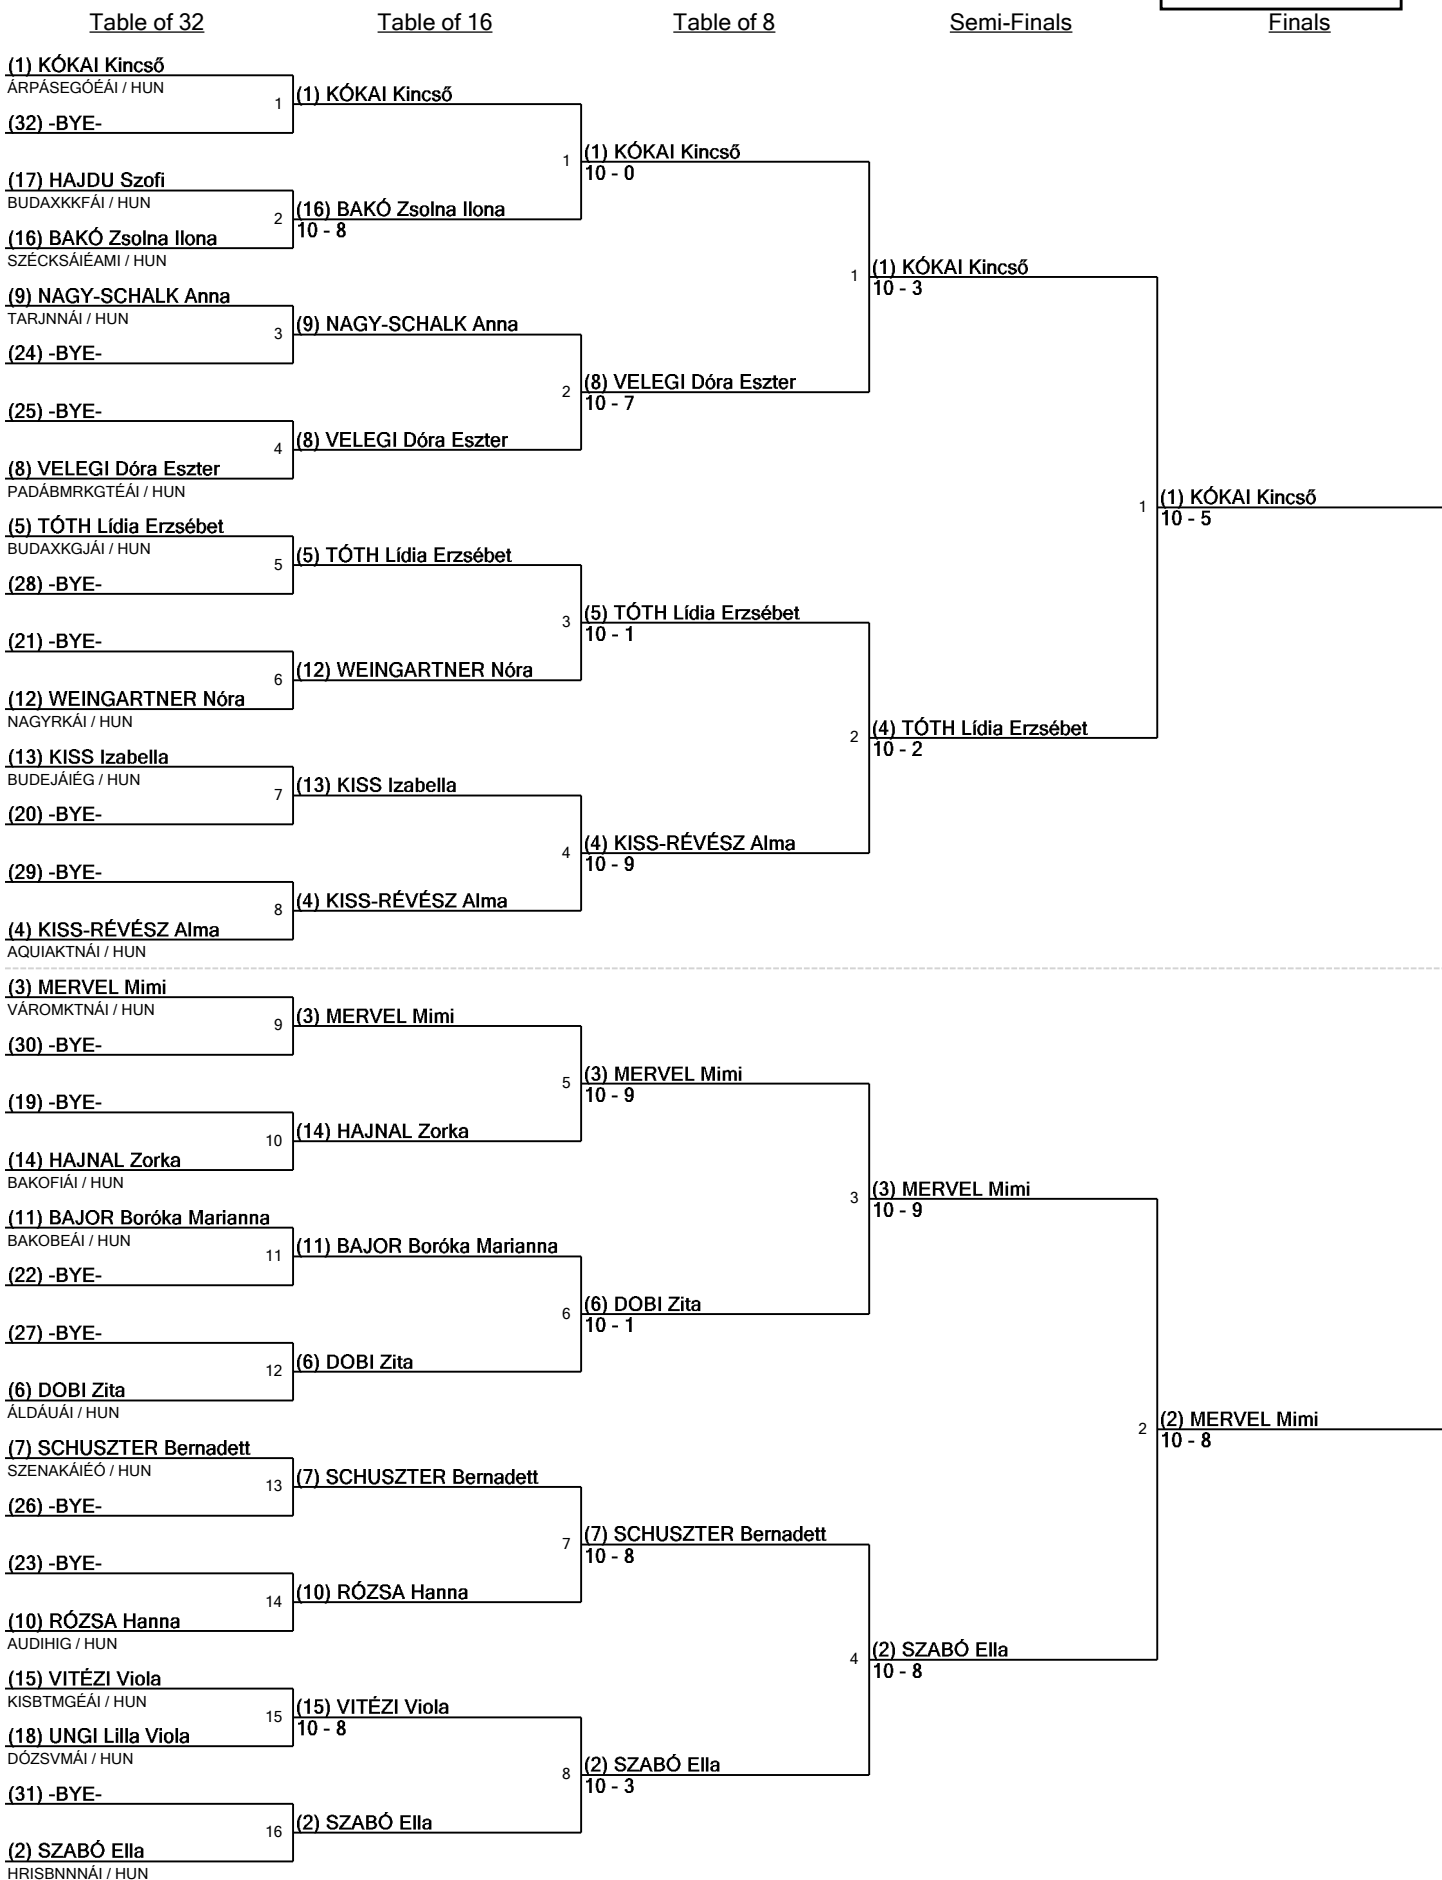 Table of 32
Table of 16
Table of 8
Semi-Finals
Finals
(1) KÓKAI Kincső
ÁRPÁSEGÓÉÁI / HUN
1
(32) -BYE-
(17) HAJDU Szofi
BUDAXKKFÁI / HUN
2
(16) BAKÓ Zsolna Ilona
SZÉCKSÁIÉAMI / HUN
(9) NAGY-SCHALK Anna
TARJNNÁI / HUN
3
(24) -BYE-
(25) -BYE-
4
(8) VELEGI Dóra Eszter
PADÁBMRKGTÉÁI / HUN
(5) TÓTH Lídia Erzsébet
BUDAXKGJÁI / HUN
5
(28) -BYE-
(21) -BYE-
6
(12) WEINGARTNER Nóra
NAGYRKÁI / HUN
(13) KISS Izabella
BUDEJÁIÉG / HUN
7
(20) -BYE-
(29) -BYE-
8
(4) KISS-RÉVÉSZ Alma
AQUIAKTNÁI / HUN
(3) MERVEL Mimi
VÁROMKTNÁI / HUN
9
(30) -BYE-
(19) -BYE-
10
(14) HAJNAL Zorka
BAKOFIÁI / HUN
(11) BAJOR Boróka Marianna
BAKOBEÁI / HUN
11
(22) -BYE-
(27) -BYE-
12
(6) DOBI Zita
ÁLDÁUÁI / HUN
(7) SCHUSZTER Bernadett
SZENAKÁIÉÓ / HUN
13
(26) -BYE-
(23) -BYE-
14
(10) RÓZSA Hanna
AUDIHIG / HUN
(15) VITÉZI Viola
KISBTMGÉÁI / HUN
15
(18) UNGI Lilla Viola
DÓZSVMÁI / HUN
(31) -BYE-
16
(2) SZABÓ Ella
HRISBNNNÁI / HUN
(1) KÓKAI Kincső
1
(16) BAKÓ Zsolna Ilona
10 - 8
(9) NAGY-SCHALK Anna
2
(8) VELEGI Dóra Eszter
(5) TÓTH Lídia Erzsébet
3
(12) WEINGARTNER Nóra
(13) KISS Izabella
4
(4) KISS-RÉVÉSZ Alma
(3) MERVEL Mimi
5
(14) HAJNAL Zorka
(11) BAJOR Boróka Marianna
6
(6) DOBI Zita
(7) SCHUSZTER Bernadett
7
(10) RÓZSA Hanna
(15) VITÉZI Viola
10 - 8
8
(2) SZABÓ Ella
(1) KÓKAI Kincső
10 - 0
1
(8) VELEGI Dóra Eszter
10 - 7
(5) TÓTH Lídia Erzsébet
10 - 1
2
(4) KISS-RÉVÉSZ Alma
10 - 9
(3) MERVEL Mimi
10 - 9
3
(6) DOBI Zita
10 - 1
(7) SCHUSZTER Bernadett
10 - 8
4
(2) SZABÓ Ella
10 - 3
(1) KÓKAI Kincső
10 - 3
1
(4) TÓTH Lídia Erzsébet
10 - 2
(3) MERVEL Mimi
10 - 9
2
(2) SZABÓ Ella
10 - 8
(1) KÓKAI Kincső
10 - 5
(2) MERVEL Mimi
10 - 8